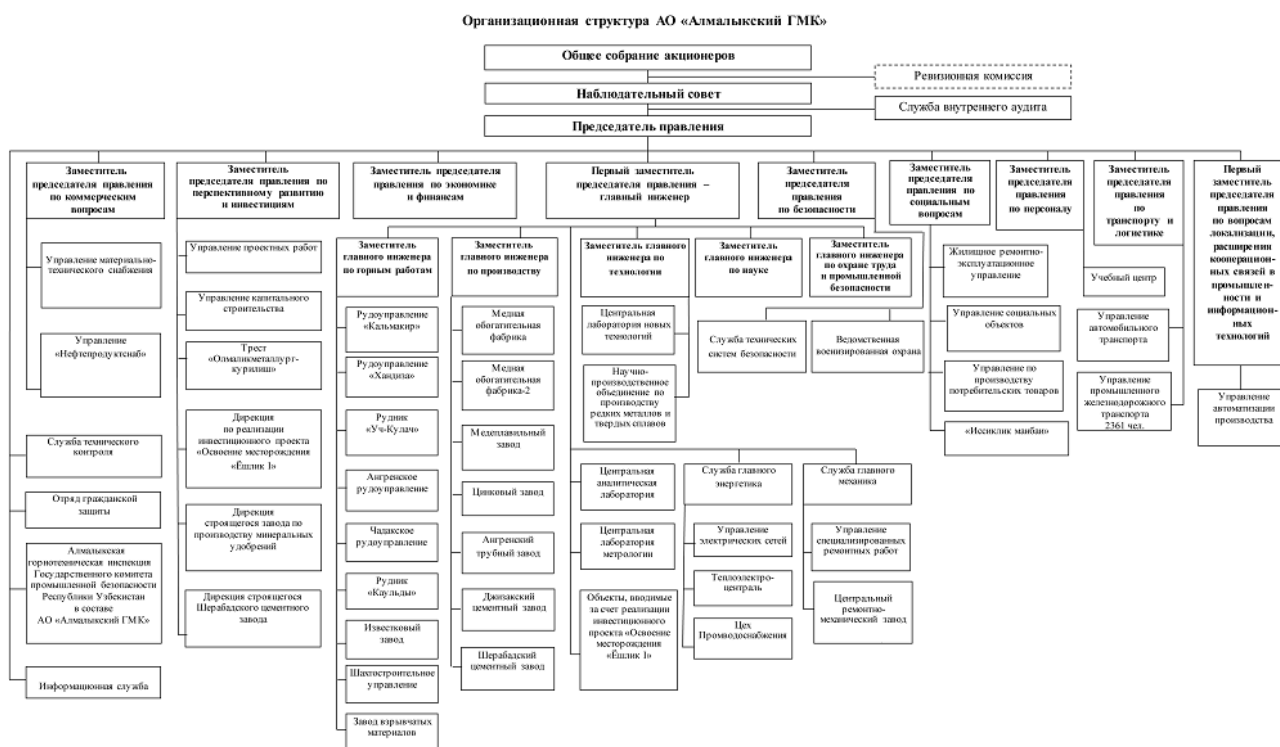 Организационная структура АО «Алмалыкский ГМК»
Общее собрание акционеров
Ревизионная комиссия
Наблюдательный совет
Служба внутреннего аудита
Председатель правления
Заместитель
председателя правления
по коммерческим
вопросам
Заместитель
председателя правления по
перспективному развитию
и инвестициям
Заместитель председателя
правления по экономике
и финансам
Первый заместитель
председателя правления –
главный инженер
Заместитель
председателя
правления
по безопасности
Заместитель
председателя
правления по
социальным
вопросам
Заместитель
председателя
правления
по персоналу
Заместитель
председателя
правления
по
транспорту и
логистике
Первый
заместитель
председателя
правления
по вопросам
локализации,
расширения
кооперацион-
ных связей в
промышлен-
ности и
информацион-
ных
технологий
Управление материально-
технического снабжения
Управление
«Нефтепродуктснаб»
Служба технического
контроля
Отряд гражданской
защиты
Алмалыкская
горнотехническая инспекция
Государственного комитета
промышленной безопасности
Республики Узбекистан
в составе
АО «Алмалыкский ГМК»
Информационная служба
Управление проектных работ
Управление капитального
строительства
Трест
«Олмаликметаллург-
курилиш»
Дирекция
по реализации
инвестиционного проекта
«Освоение месторождения
«Ёшлик I»
Дирекция
строящегося завода по
производству минеральных
удобрений
Дирекция строящегося
Шерабадского цементного
завода
Заместитель
главного инженера
по горным работам
Рудоуправление
«Кальмакир»
Рудоуправление
«Хандиза»
Рудник
«Уч-Кулач»
Ангренское
рудоуправление
Чадакское
рудоуправление
Рудник
«Каульды»
Известковый
завод
Шахтостроительное
управление
Завод взрывчатых
материалов
Заместитель
главного инженера
по производству
Медная
обогатительная
фабрика
Медная
обогатительная
фабрика-2
Медеплавильный
завод
Цинковый завод
Ангренский
трубный завод
Джизакский
цементный завод
Шерабадский
цементный завод
Заместитель главного
инженера по
технологии
Центральная
лаборатория новых
технологий
Научно-
производственное
объединение по
производству
редких металлов и
твердых сплавов
Центральная
аналитическая
лаборатория
Центральная
лаборатория
метрологии
Объекты, вводимые
за счет реализации
инвестиционного
проекта «Освоение
месторождения
«Ёшлик I»
Заместитель
главного инженера
по науке
Заместитель
главного инженера
по охране труда
и промышленной
безопасности
Служба технических
систем безопасности
Ведомственная
военизированная охрана
Служба главного
энергетика
Управление
электрических сетей
Теплоэлектро-
централь
Цех
Промводоснабжения
Служба главного
механика
Управление
специализированных
ремонтных работ
Центральный
ремонтно-
механический завод
Жилищное ремонтно-
эксплуатационное
управление
Управление социальных
объектов
Управление по
производству
потребительских товаров
«Иссиклик манбаи»
Учебный центр
Управление
автомобильного
транспорта
Управление
промышленного
железнодорожного
транспорта
2361 чел.
Управление
автоматизации
производства